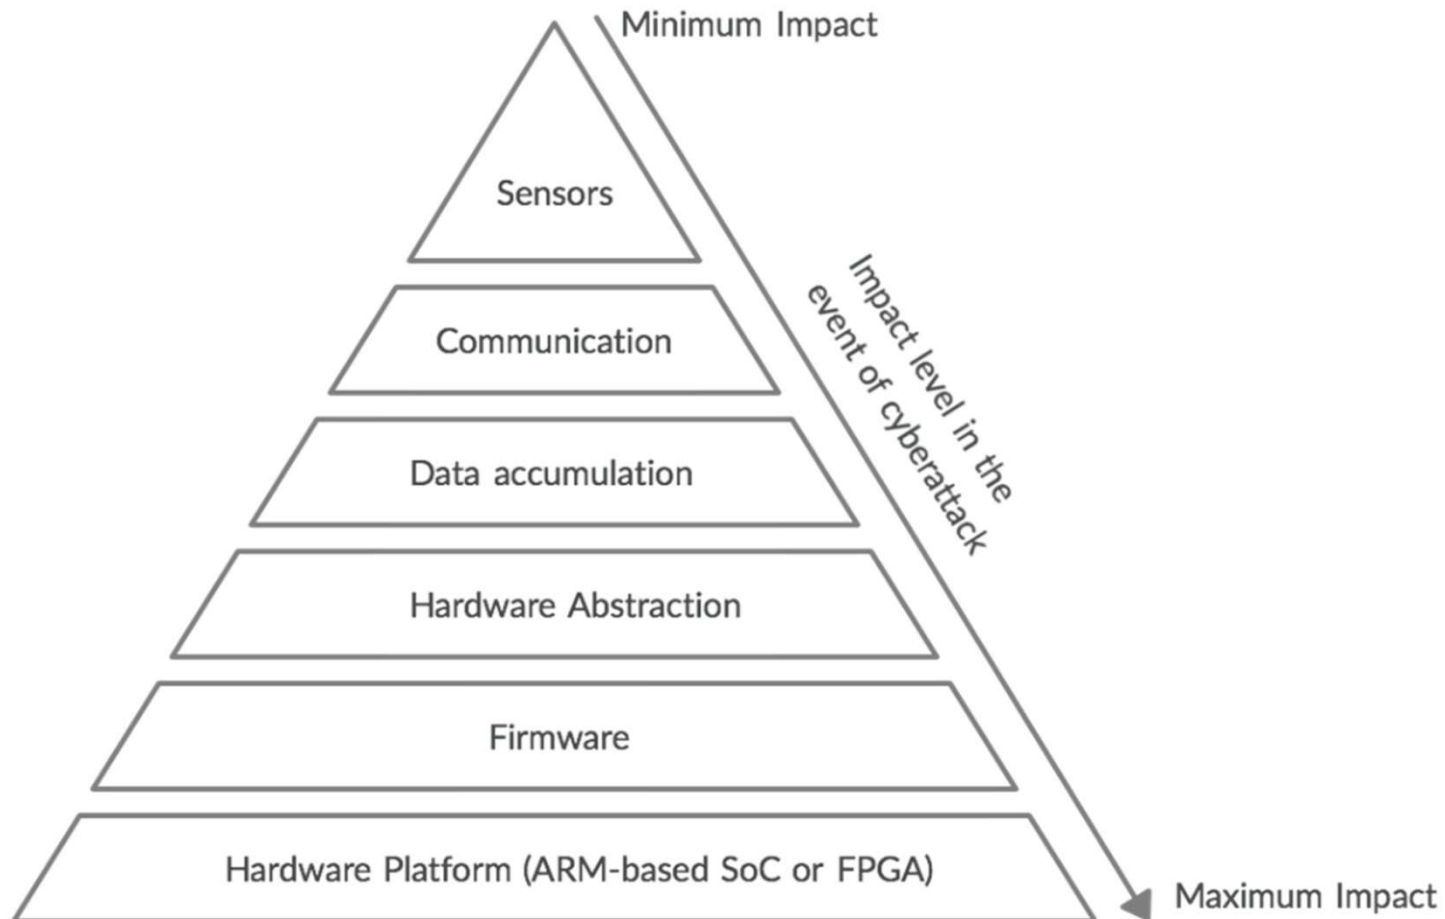 Minimum Impact
Sensors
Communication
Impact level in the
event of cyberattack
Data accumulation
Hardware Abstraction
Firmware
Hardware Platform (ARM-based SoC or FPGA)
Maximum Impact